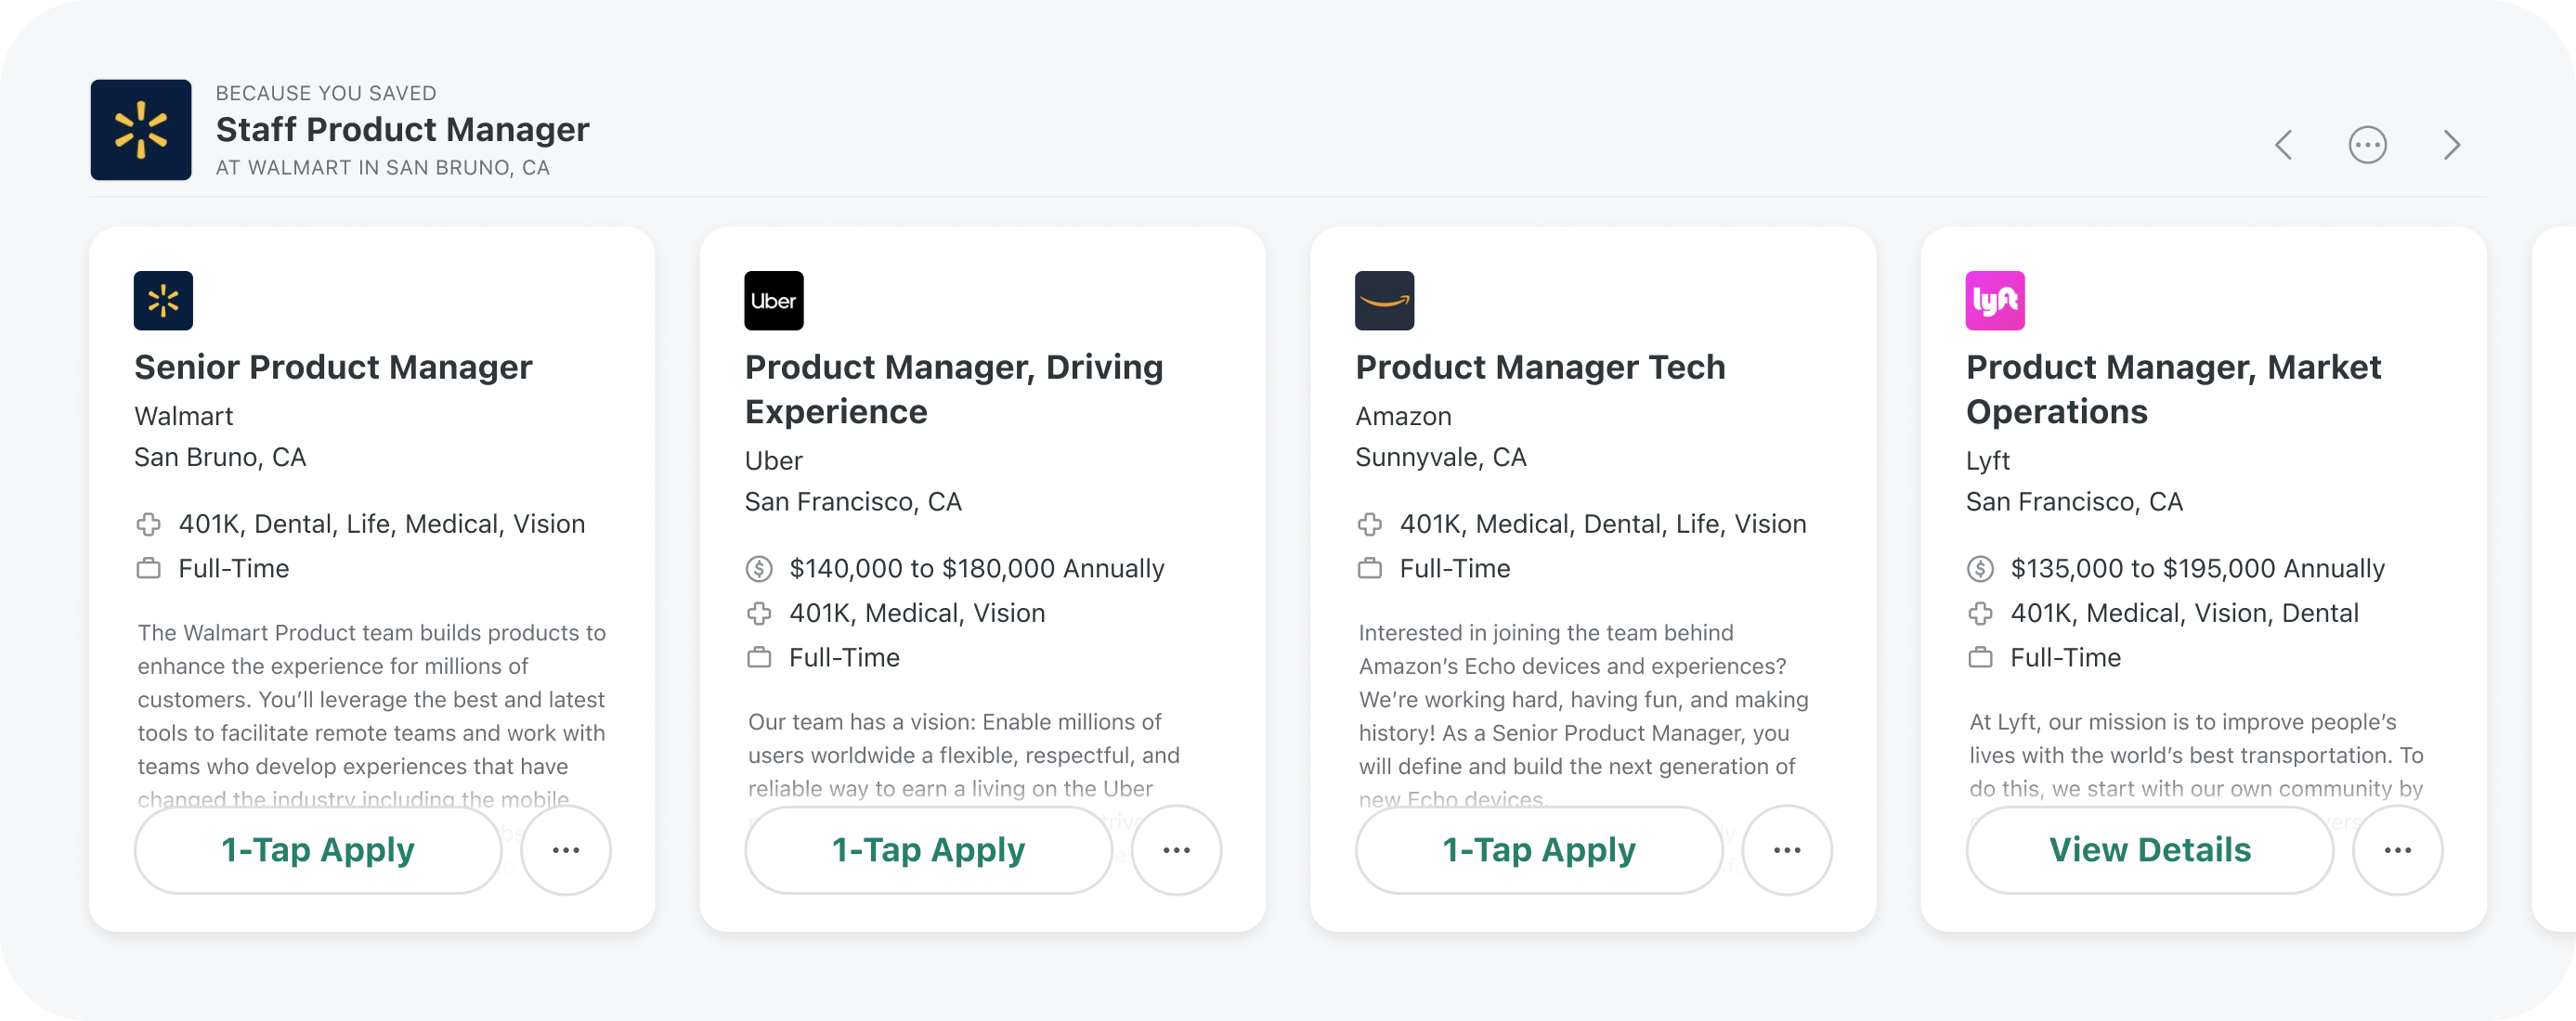 BECAUSE YOU SAVED
Staff Product Manager
AT WALMART IN SAN BRUNO, CA
Senior Product Manager
Walmart
San Bruno, CA
401K, Dental, Life, Medical, Vision
Full-Time
The Walmart Product team builds products to
enhance the experience for millions of
customers. You’ll leverage the best and latest
tools to facilitate remote teams and work with
teams who develop experiences that have
changed the industry including the mobile
1-Tap Apply
Uber
Product Manager, Driving
Experience
Uber
San Francisco, CA
$140,000 to $180,000 Annually
401K, Medical, Vision
Full-Time
Our team has a vision: Enable millions of
users worldwide a flexible, respectful, and
reliable way to earn a living on the Uber
1-Tap Apply
Product Manager Tech
Amazon
Sunnyvale, CA
401K, Medical, Dental, Life, Vision
Full-Time
Interested in joining the team behind
Amazon’s Echo devices and experiences?
We’re working hard, having fun, and making
history! As a Senior Product Manager, you
will define and build the next generation of
new Echo devices.
1-Tap Apply
lyft
Product Manager, Market
Operations
Lyft
San Francisco, CA
$135,000 to $195,000 Annually
401K, Medical, Vision, Dental
Full-Time
At Lyft, our mission is to improve people’s
lives with the world’s best transportation. To
do this, we start with our own community by
View Details